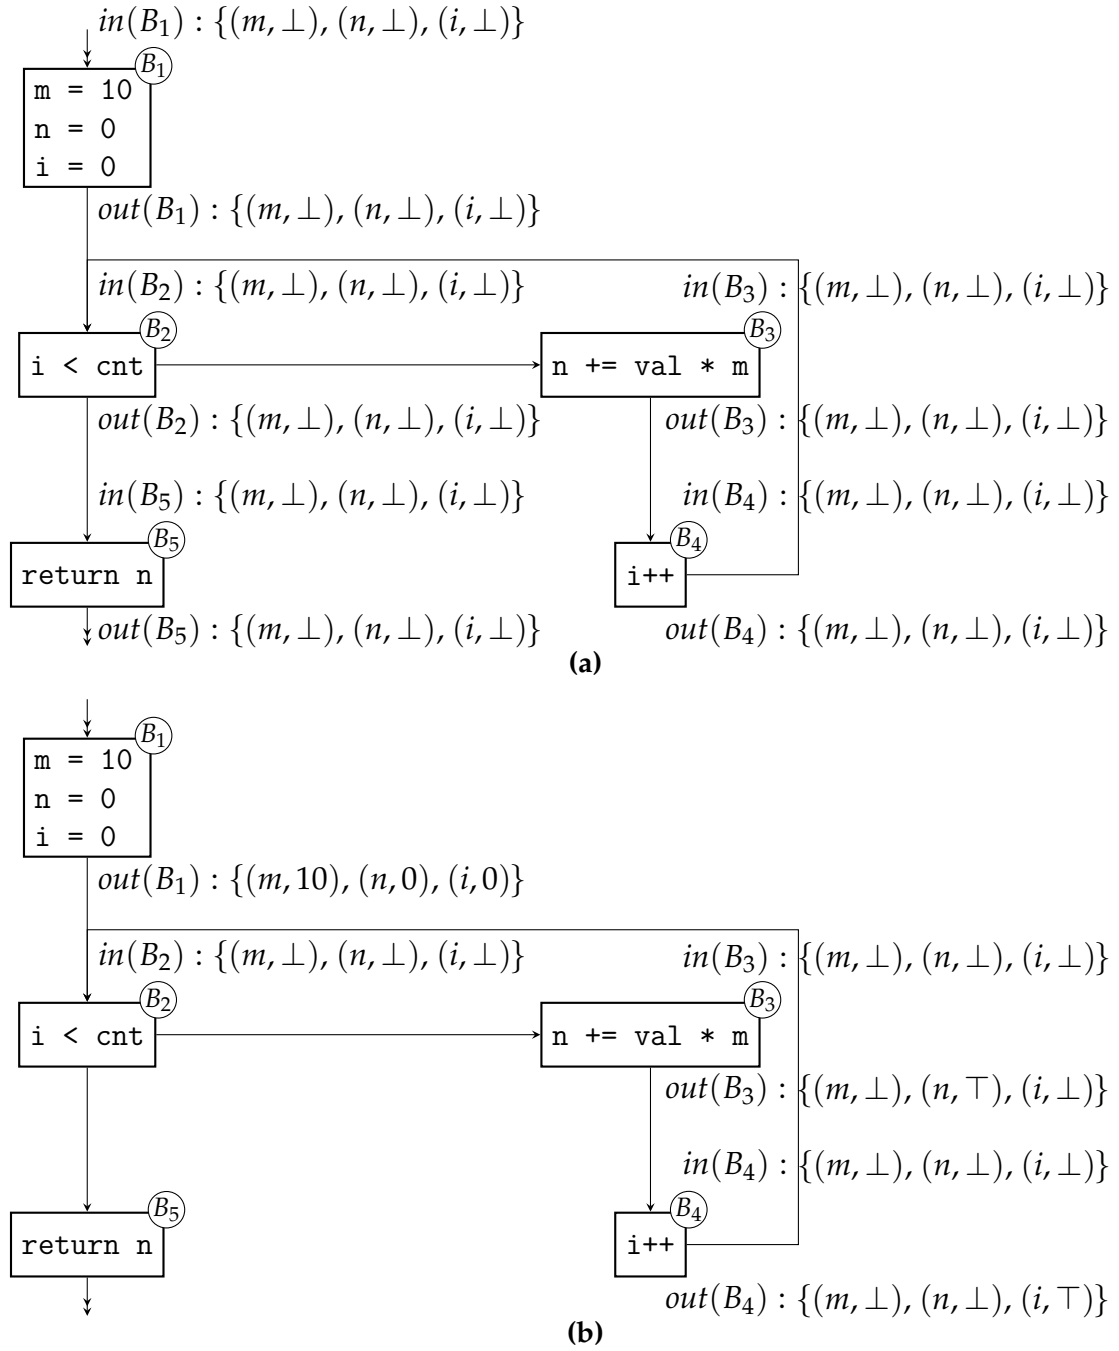 in(B₁) : {(m, ⊥), (n, ⊥), (i, ⊥)}
B₁
m = 10
n = 0
i = 0
out(B₁) : {(m, ⊥), (n, ⊥), (i, ⊥)}
in(B₂) : {(m, ⊥), (n, ⊥), (i, ⊥)}
in(B₃) : {(m, ⊥), (n, ⊥), (i, ⊥)}
B₂
B₃
i < cnt
n += val * m
out(B₂) : {(m, ⊥), (n, ⊥), (i, ⊥)}
out(B₃) : {(m, ⊥), (n, ⊥), (i, ⊥)}
in(B₅) : {(m, ⊥), (n, ⊥), (i, ⊥)}
in(B₄) : {(m, ⊥), (n, ⊥), (i, ⊥)}
B₅
B₄
return n
i++
out(B₅) : {(m, ⊥), (n, ⊥), (i, ⊥)}
out(B₄) : {(m, ⊥), (n, ⊥), (i, ⊥)}
(a)
B₁
m = 10
n = 0
i = 0
out(B₁) : {(m, 10), (n, 0), (i, 0)}
in(B₂) : {(m, ⊥), (n, ⊥), (i, ⊥)}
in(B₃) : {(m, ⊥), (n, ⊥), (i, ⊥)}
B₂
B₃
i < cnt
n += val * m
out(B₃) : {(m, ⊥), (n, ⊤), (i, ⊥)}
in(B₄) : {(m, ⊥), (n, ⊥), (i, ⊥)}
B₅
B₄
return n
i++
out(B₄) : {(m, ⊥), (n, ⊥), (i, ⊤)}
(b)